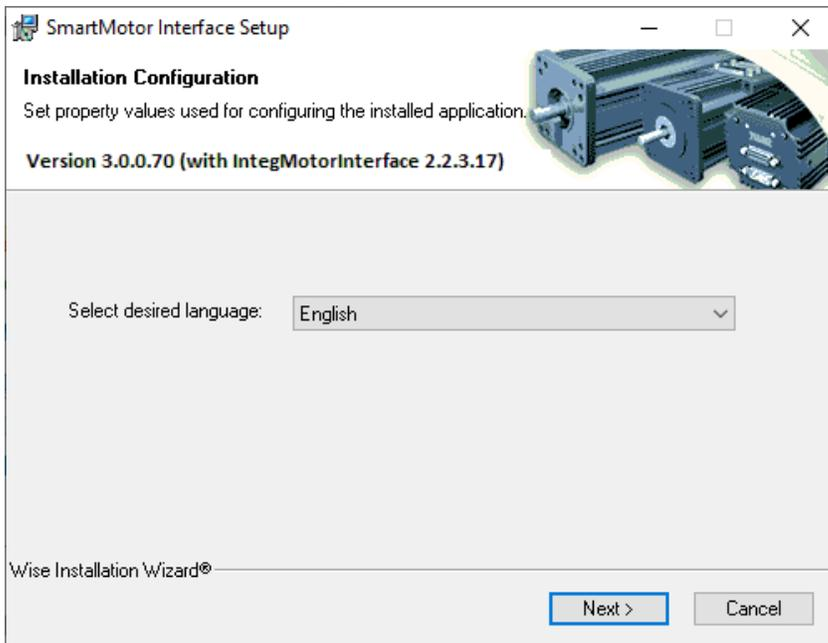 SmartMotor Interface Setup
Installation Configuration
Set property values used for configuring the installed application.
Version 3.0.0.70 (with IntegMotorInterface 2.2.3.17)
Select desired language:
English
Wise Installation Wizard®
Next >
Cancel